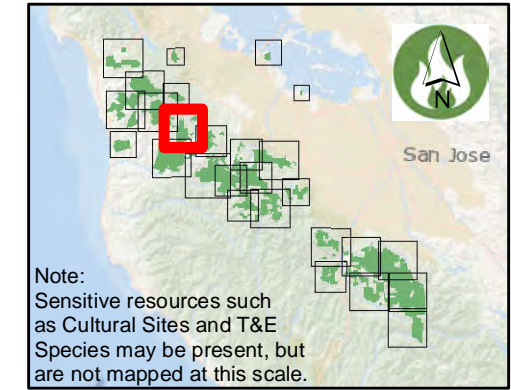 N
San Jose
Note:
Sensitive resources such
as Cultural Sites and T&E
Species may be present, but
are not mapped at this scale.